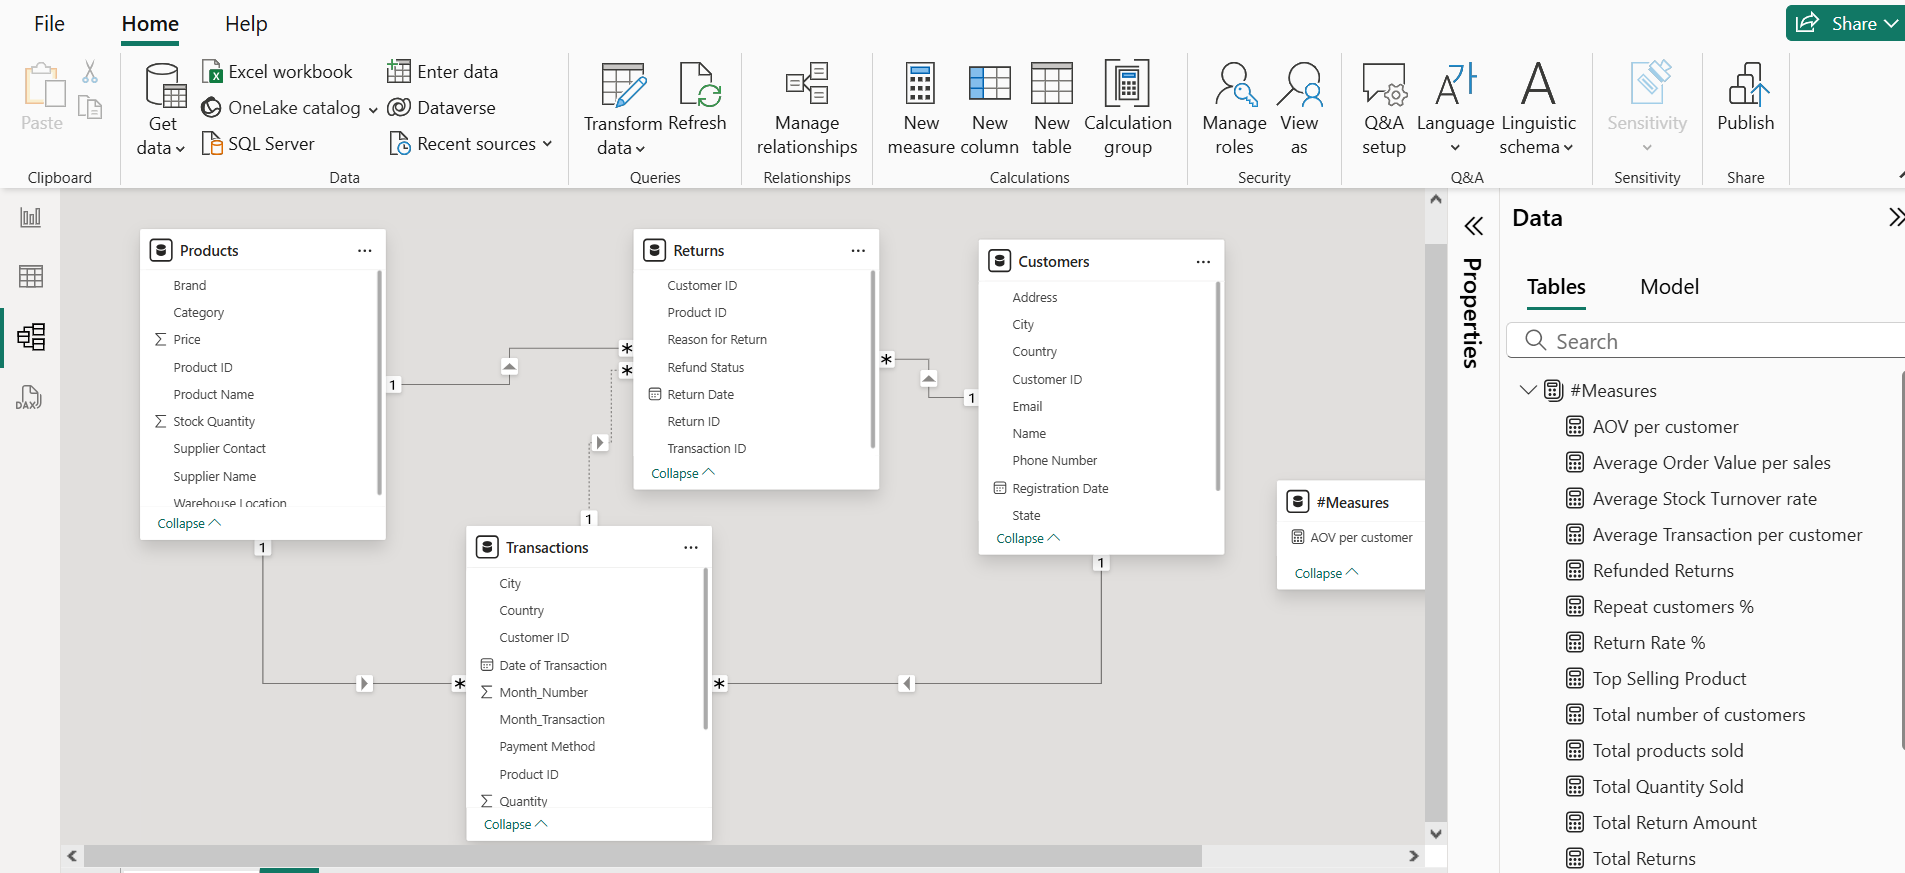 File Home Help
Share
Paste
Clipboard
Get data
Excel workbook
OneLake catalog
SQL Server
Enter data
Dataverse
Recent sources
Data
Transform data
Refresh
Queries
Manage relationships
Relationships
New measure
New column
New table
Calculation group
Calculations
Manage roles
View as
Security
Q&A setup
Language
Linguistic schema
Q&A
Sensitivity
Sensitivity
Publish
Share
DAX
Products
Brand
Category
Price
Product ID
Product Name
Stock Quantity
Supplier Contact
Supplier Name
Warehouse Location
Collapse
1
1
Returns
Customer ID
Product ID
Reason for Return
Refund Status
Return Date
Return ID
Transaction ID
Collapse
*
*
*
1
Customers
Address
City
Country
Customer ID
Email
Name
Phone Number
Registration Date
State
Collapse
1
1
Transactions
City
Country
Customer ID
Date of Transaction
Month_Number
Month_Transaction
Payment Method
Product ID
Quantity
Collapse
*
*
#Measures
AOV per customer
Collapse
Properties
Data
Tables Model
Search
#Measures
AOV per customer
Average Order Value per sales
Average Stock Turnover rate
Average Transaction per customer
Refunded Returns
Repeat customers %
Return Rate %
Top Selling Product
Total number of customers
Total products sold
Total Quantity Sold
Total Return Amount
Total Returns